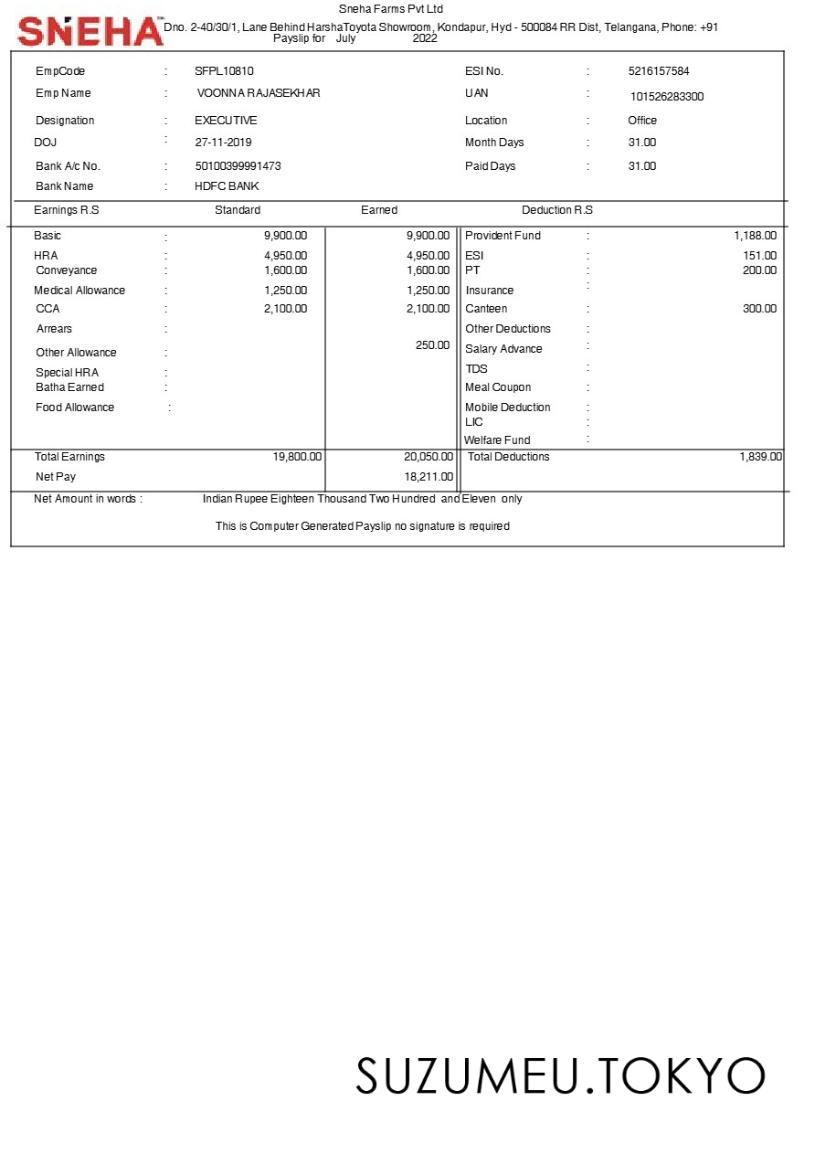 Sneha Farms Pvt Ltd
SNEHA Dno. 2-40/30/1, Lane Behind HarshaToyota Showroom, Kondapur, Hyd - 500084 RR Dist, Telangana, Phone: +91
Payslip for July 2022
EmpCode : SFPL10810 ESI No. : 5216157584
Emp Name : VOONNA RAJASEKHAR UAN : 101526283300
Designation : EXECUTIVE Location : Office
DOJ : 27-11-2019 Month Days : 31.00
Bank A/c No. : 50100399991473 Paid Days : 31.00
Bank Name : HDFC BANK
Earnings R.S Standard Earned Deduction R.S
Basic : 9,900.00 9,900.00 Provident Fund : 1,188.00
HRA : 4,950.00 4,950.00 ESI : 151.00
Conveyance : 1,600.00 1,600.00 PT : 200.00
Medical Allowance : 1,250.00 1,250.00 Insurance :
CCA : 2,100.00 2,100.00 Canteen : 300.00
Arrears : Other Deductions :
Other Allowance : 250.00 Salary Advance :
Special HRA : TDS :
Batha Earned : Meal Coupon :
Food Allowance : Mobile Deduction :
LIC :
Welfare Fund :
Total Earnings 19,800.00 20,050.00 Total Deductions 1,839.00
Net Pay 18,211.00
Net Amount in words : Indian Rupee Eighteen Thousand Two Hundred and Eleven only
This is Computer Generated Payslip no signature is required
SUZUMEU.TOKYO